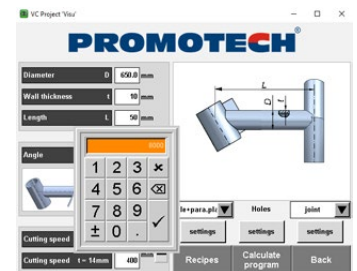 VC Project 'Visu'
PROMOTECH®
Diameter D 650.0 mm
Wall thickness t 10 mm
Length L 50 mm
Angle
8000
1 2 3
4 5 6
7 8 9
± 0 .
Cutting speed
Cutting speed t = 14mm 400 mm
L
D
t
Holes joint
settings settings settings
Recipes Calculate program Back